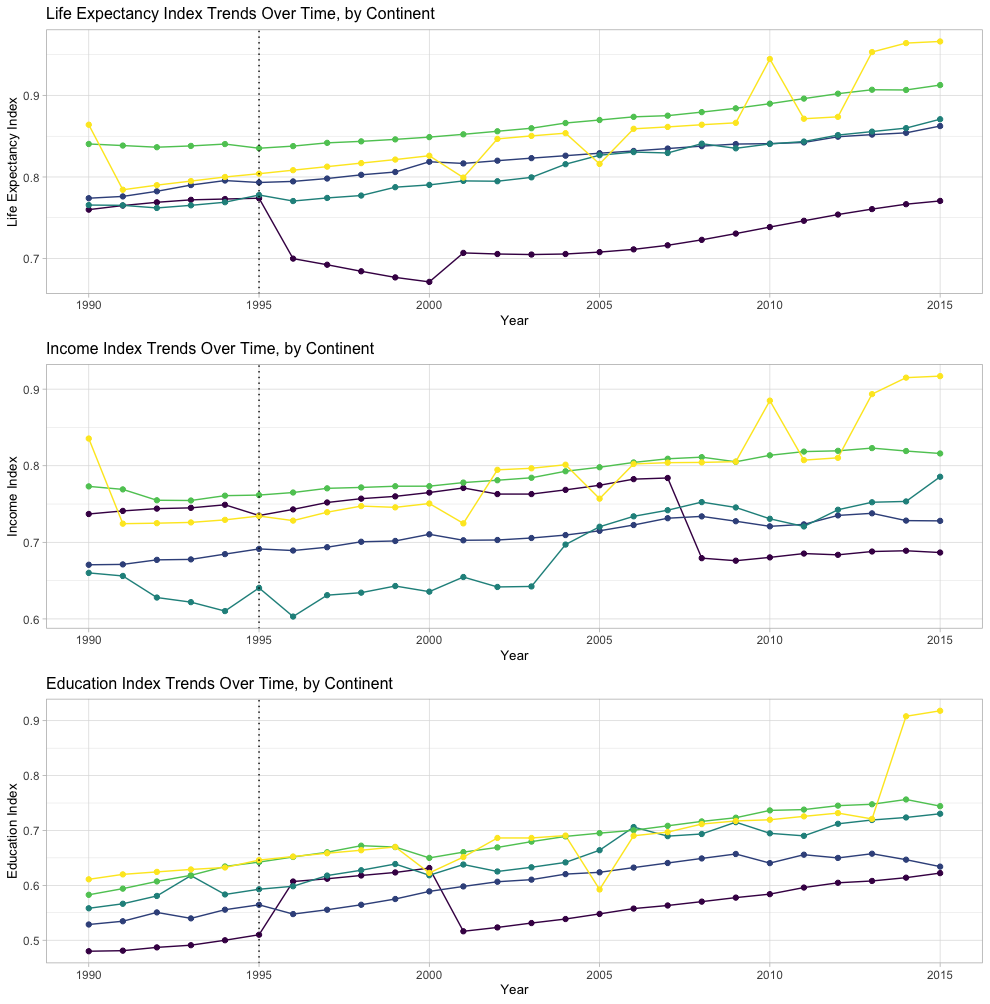 Life Expectancy Index Trends Over Time, by Continent
Life Expectancy Index
0.9
0.8
0.7
1990 1995 2000 2005 2010 2015
Year
Income Index Trends Over Time, by Continent
Income Index
0.9
0.8
0.7
0.6
1990 1995 2000 2005 2010 2015
Year
Education Index Trends Over Time, by Continent
Education Index
0.9
0.8
0.7
0.6
0.5
1990 1995 2000 2005 2010 2015
Year